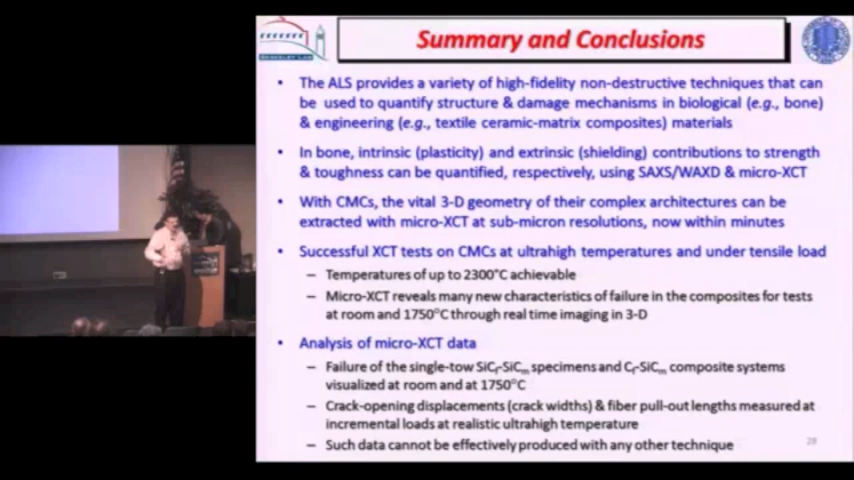 Summary and Conclusions
BERKELEY LAB
• The ALS provides a variety of high-fidelity non-destructive techniques that can
be used to quantify structure & damage mechanisms in biological (e.g., bone)
& engineering (e.g., textile ceramic-matrix composites) materials
• In bone, intrinsic (plasticity) and extrinsic (shielding) contributions to strength
& toughness can be quantified, respectively, using SAXS/WAXD & micro-XCT
• With CMCs, the vital 3-D geometry of their complex architectures can be
extracted with micro-XCT at sub-micron resolutions, now within minutes
• Successful XCT tests on CMCs at ultrahigh temperatures and under tensile load
– Temperatures of up to 2300°C achievable
– Micro-XCT reveals many new characteristics of failure in the composites for tests
at room and 1750°C through real time imaging in 3-D
• Analysis of micro-XCT data
– Failure of the single-tow SiCf-SiCm specimens and Cf-SiCm composite systems
visualized at room and at 1750°C
– Crack-opening displacements (crack widths) & fiber pull-out lengths measured at
incremental loads at realistic ultrahigh temperature
– Such data cannot be effectively produced with any other technique
28